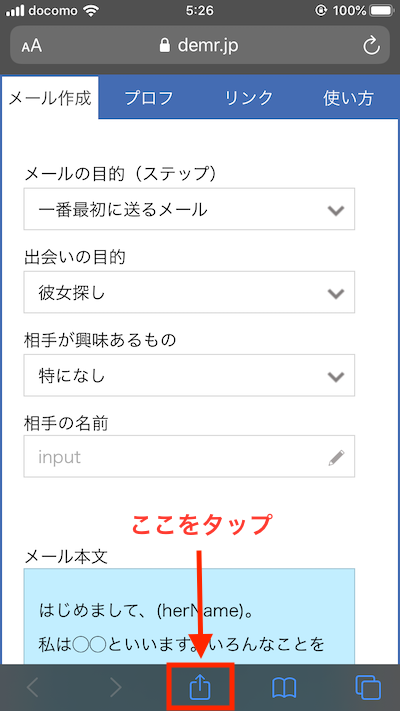 docomo 5:26 100%
AA demr.jp
メール作成 プロフ リンク 使い方
メールの目的（ステップ）
一番最初に送るメール
出会いの目的
彼女探し
相手が興味あるもの
特になし
相手の名前
input
ここをタップ
メール本文
はじめまして、(herName)。
私は◯◯といいます。いろんなことを